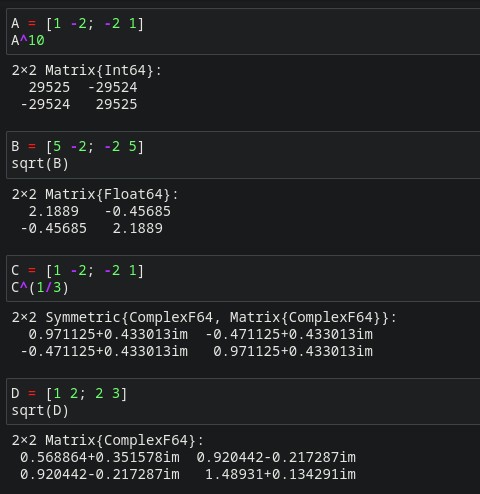 A = [1 -2; -2 1]
A^10
2×2 Matrix{Int64}:
  29525  -29524
 -29524   29525
B = [5 -2; -2 5]
sqrt(B)
2×2 Matrix{Float64}:
  2.1889   -0.45685
 -0.45685   2.1889
C = [1 -2; -2 1]
C^(1/3)
2×2 Symmetric{ComplexF64, Matrix{ComplexF64}}:
  0.971125+0.433013im  -0.471125+0.433013im
 -0.471125+0.433013im   0.971125+0.433013im
D = [1 2; 2 3]
sqrt(D)
2×2 Matrix{ComplexF64}:
 0.568864+0.351578im  0.920442-0.217287im
 0.920442-0.217287im   1.48931+0.134291im